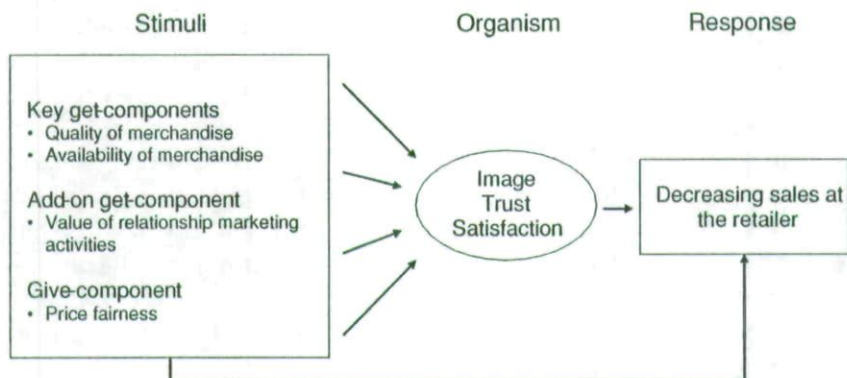 Stimuli
Organism
Response
Key get-components
• Quality of merchandise
• Availability of merchandise
Add-on get-component
• Value of relationship marketing
activities
Give-component
• Price fairness
Image
Trust
Satisfaction
Decreasing sales at
the retailer